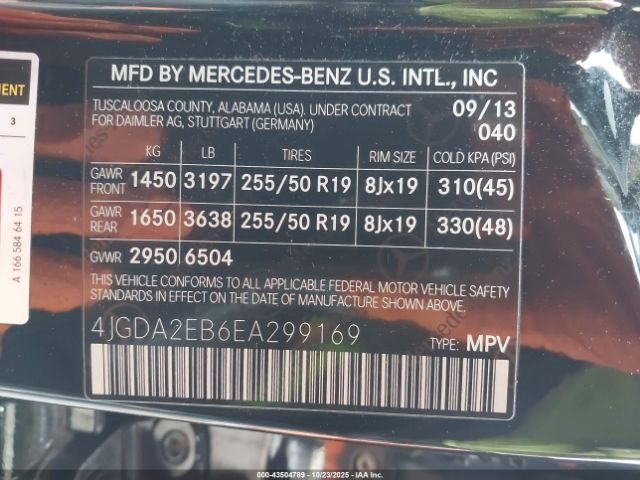 MFD BY MERCEDES-BENZ U.S. INTL., INC
TUSCALOOSA COUNTY, ALABAMA (USA). UNDER CONTRACT 09/13
FOR DAIMLER AG, STUTTGART (GERMANY) 040
KG LB TIRES RIM SIZE COLD KPA (PSI)
GAWR FRONT 1450 3197 255/50 R19 8Jx19 310(45)
GAWR REAR 1650 3638 255/50 R19 8Jx19 330(48)
GVWR 2950 6504
THIS VEHICLE CONFORMS TO ALL APPLICABLE FEDERAL MOTOR VEHICLE SAFETY
STANDARDS IN EFFECT ON THE DATE OF MANUFACTURE SHOWN ABOVE.
4JGDA2EB6EA299169 TYPE: MPV
3
A 166 584 64 15
000-43504789 - 10/23/2025 - IAAI.COM